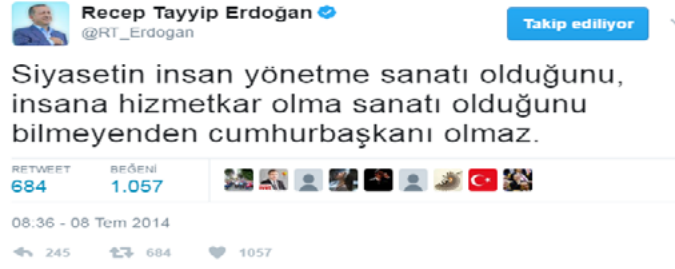 Recep Tayyip Erdoğan
@RT_Erdogan
Takip ediliyor
Siyasetin insan yönetme sanatı olduğunu,
insana hizmetkar olma sanatı olduğunu
bilmeyenden cumhurbaşkanı olmaz.
RETWEET BEĞENİ
684 1.057
08:36 - 08 Tem 2014
245 684 1057